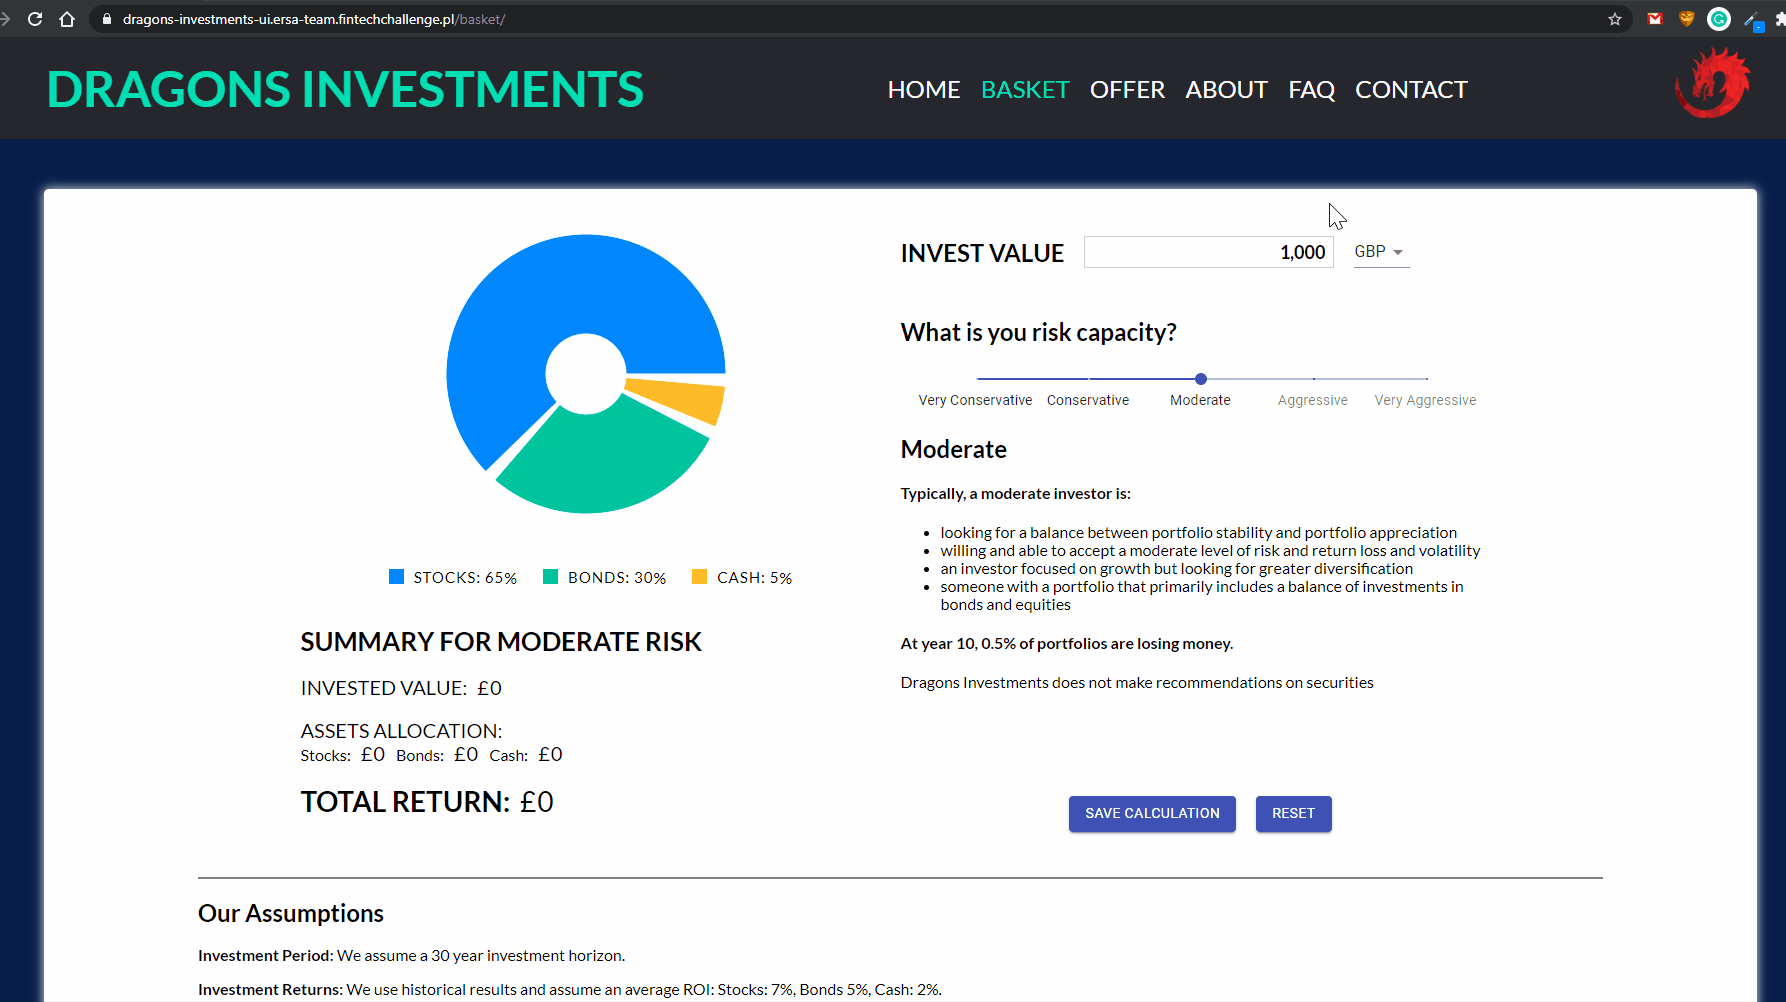 dragons-investments-ui.ersa-team.fintechchallenge.pl/basket/
DRAGONS INVESTMENTS
HOME BASKET OFFER ABOUT FAQ CONTACT
INVEST VALUE 1,000 GBP
What is you risk capacity?
Very Conservative Conservative Moderate Aggressive Very Aggressive
Moderate
Typically, a moderate investor is:
• looking for a balance between portfolio stability and portfolio appreciation
• willing and able to accept a moderate level of risk and return loss and volatility
• an investor focused on growth but looking for greater diversification
• someone with a portfolio that primarily includes a balance of investments in
bonds and equities
At year 10, 0.5% of portfolios are losing money.
Dragons Investments does not make recommendations on securities
SAVE CALCULATION RESET
STOCKS: 65% BONDS: 30% CASH: 5%
SUMMARY FOR MODERATE RISK
INVESTED VALUE: £0
ASSETS ALLOCATION:
Stocks: £0 Bonds: £0 Cash: £0
TOTAL RETURN: £0
Our Assumptions
Investment Period: We assume a 30 year investment horizon.
Investment Returns: We use historical results and assume an average ROI: Stocks: 7%, Bonds 5%, Cash: 2%.